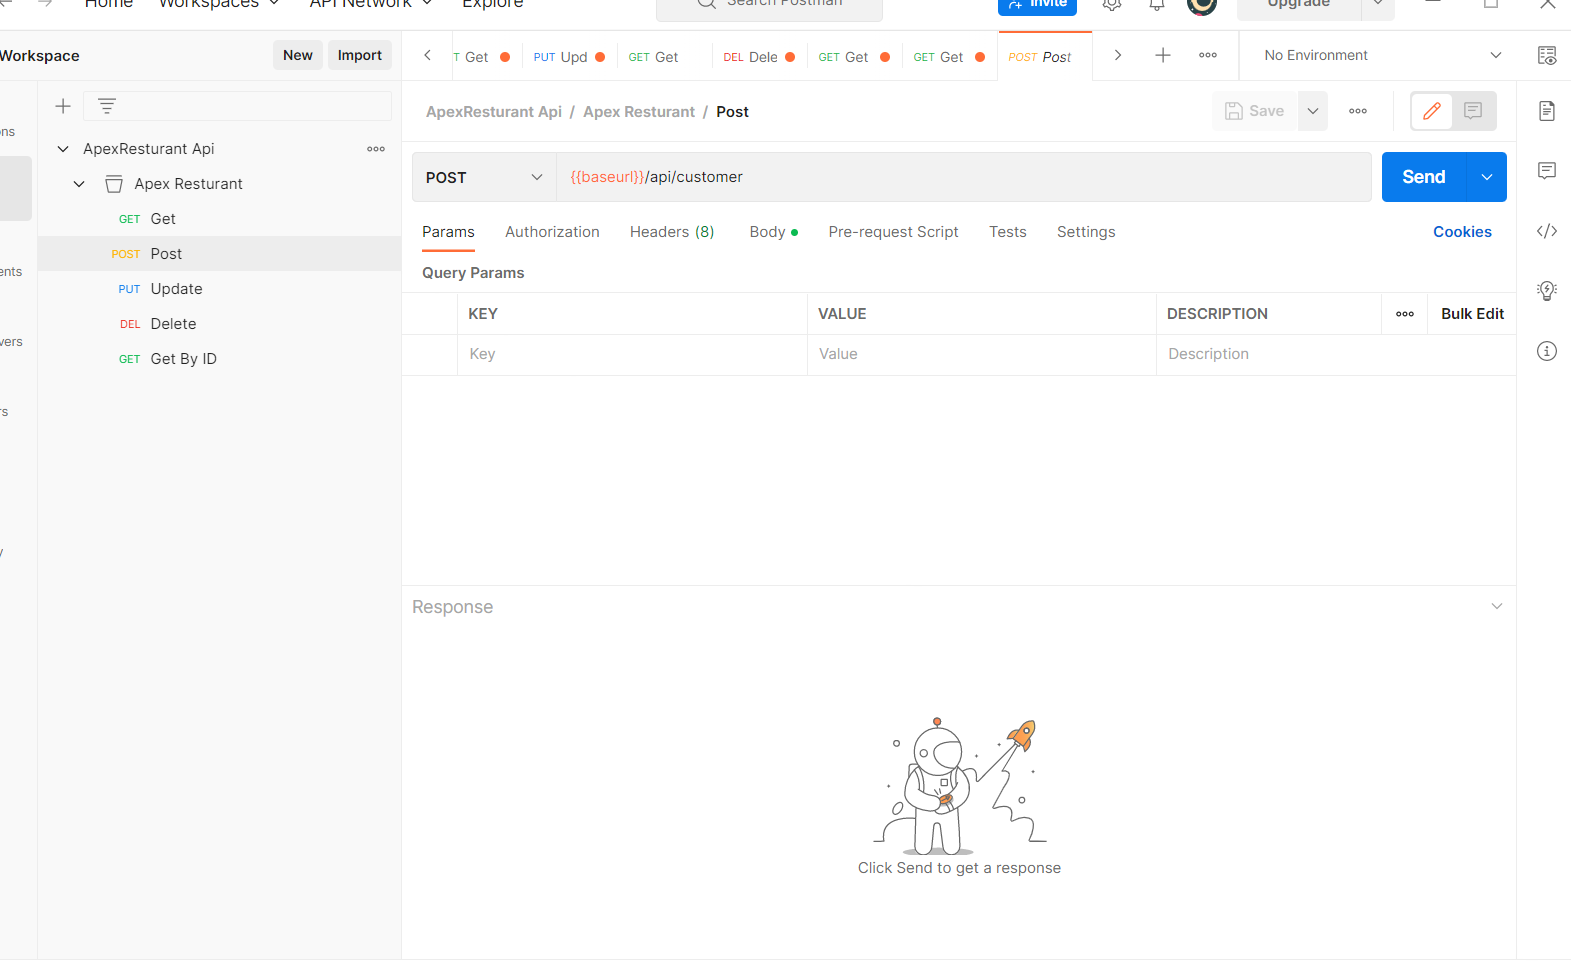 Home Workspaces API Network Explore Search Postman Invite Upgrade
Workspace New Import
Get PUT Upd GET Get DEL Dele GET Get GET Get POST Post No Environment
ApexResturant Api / Apex Resturant / Post Save
ApexResturant Api
Apex Resturant
GET Get
POST Post
PUT Update
DEL Delete
GET Get By ID
POST {{baseurl}}/api/customer Send
Params Authorization Headers (8) Body Pre-request Script Tests Settings Cookies
Query Params
KEY VALUE DESCRIPTION Bulk Edit
Key Value Description
Response
Click Send to get a response